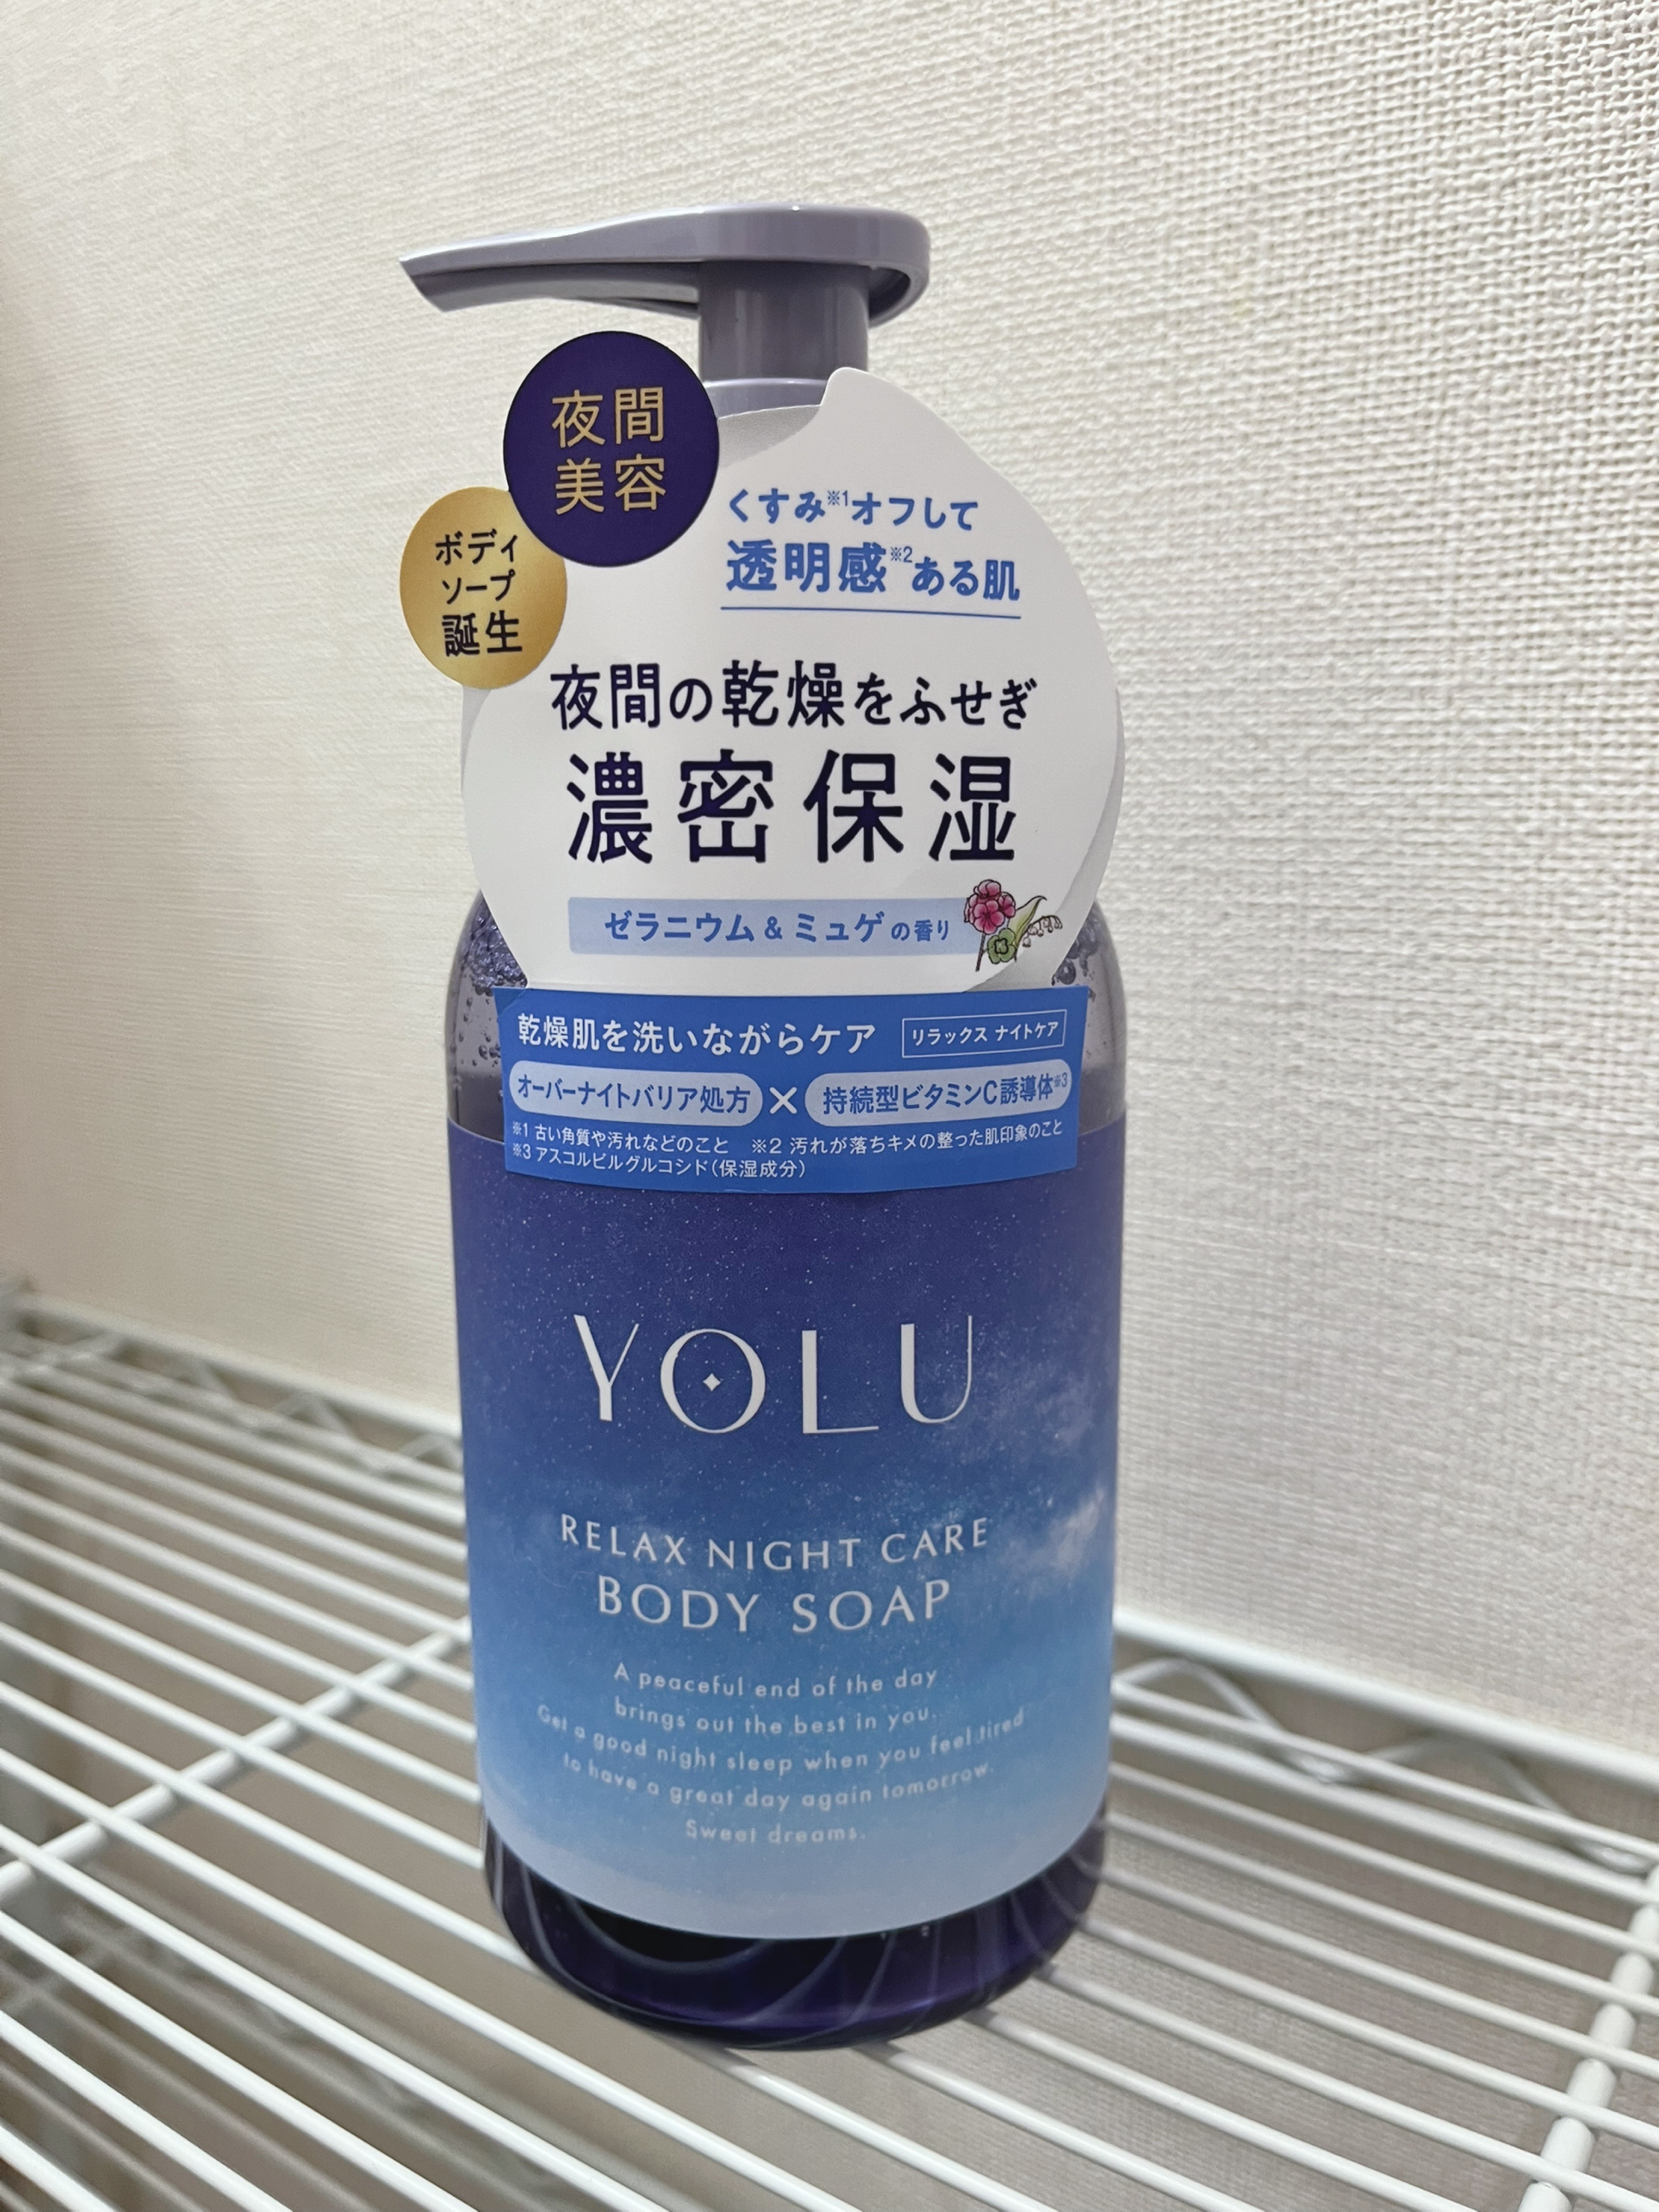 夜間
美容
ボディ
ソープ
誕生
くすみ※1オフして
透明感※2ある肌
夜間の乾燥をふせぎ
濃密保湿
ゼラニウム&ミュゲの香り
乾燥肌を洗いながらケア リラックス ナイトケア
オーバーナイトバリア処方×持続型ビタミンC誘導体※3
※1 古い角質や汚れなどのこと ※2 汚れが落ちキメの整った肌印象のこと
※3 アスコルビルグルコシド(保湿成分)
YOLU
RELAX NIGHT CARE
BODY SOAP
A peaceful end of the day
brings out the best in you.
Get a good night sleep when you feel tired
to have a great day again tomorrow.
Sweet dreams.